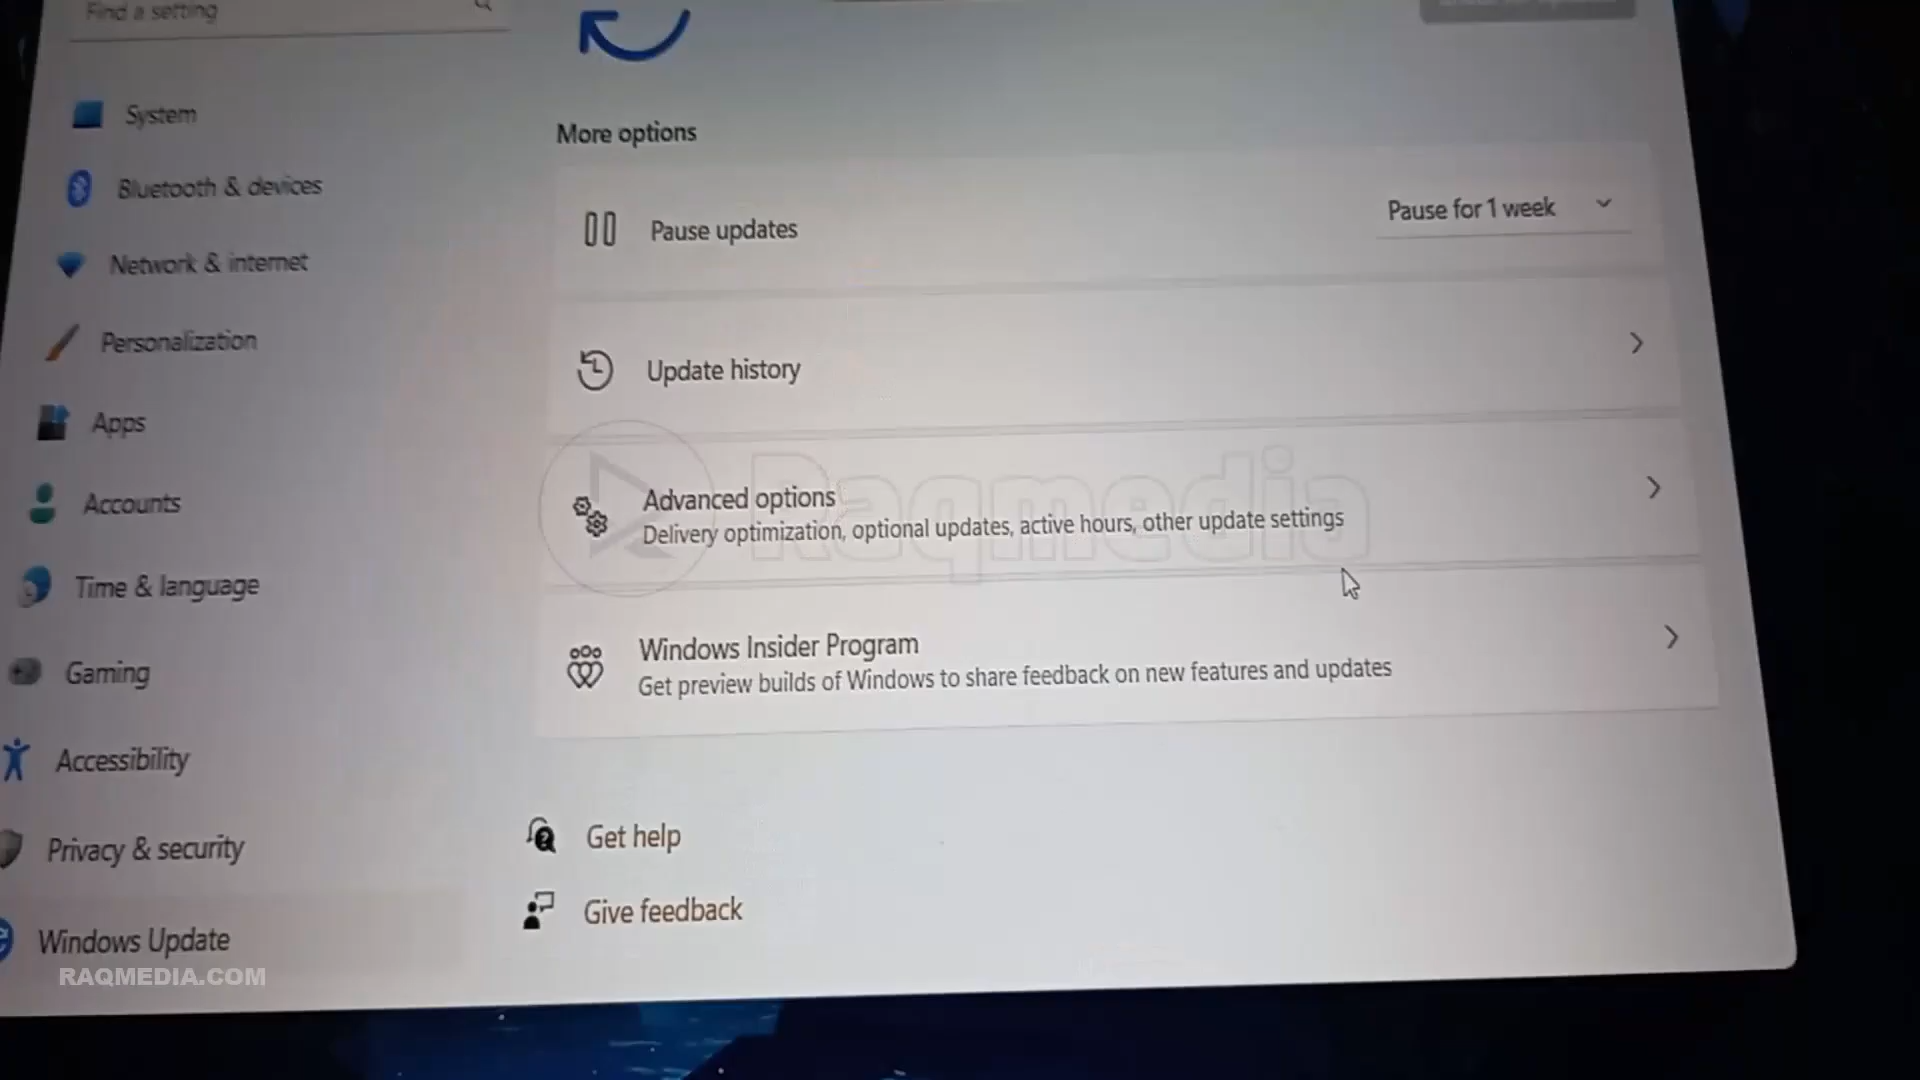 Find a setting
System
Bluetooth & devices
Network & internet
Personalization
Apps
Accounts
Time & language
Gaming
Accessibility
Privacy & security
Windows Update
RAQMEDIA.COM
More options
Pause updates
Pause for 1 week
Update history
Advanced options
Delivery optimization, optional updates, active hours, other update settings
Raqmedia
Windows Insider Program
Get preview builds of Windows to share feedback on new features and updates
Get help
Give feedback